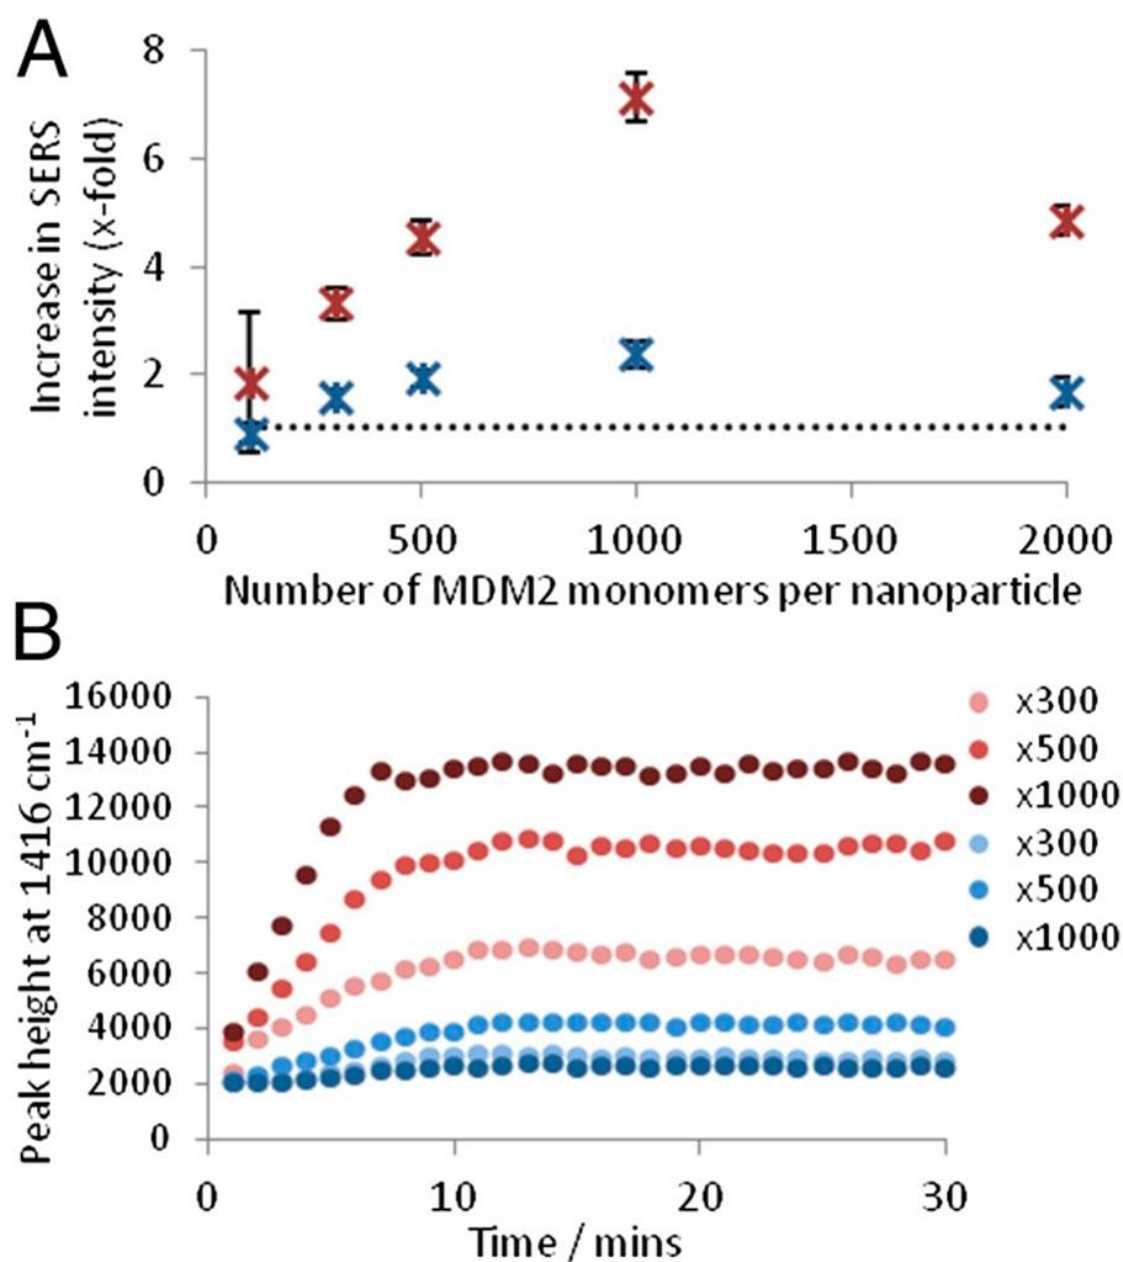 A
Increase in SERS
intensity (x-fold)
8
6
4
2
0
0 500 1000 1500 2000
Number of MDM2 monomers per nanoparticle
B
Peak height at 1416 cm⁻¹
16000
14000
12000
10000
8000
6000
4000
2000
0
0 10 20 30
Time / mins
x300
x500
x1000
x300
x500
x1000